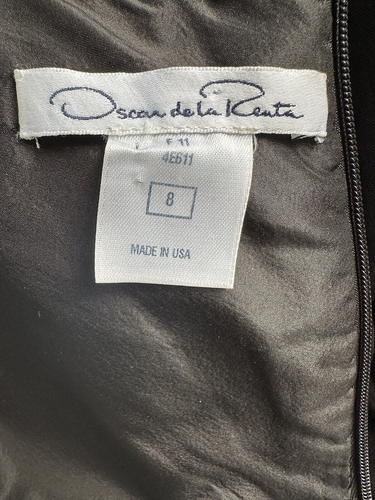 Oscar de la Renta
F 11
4E611
8
MADE IN USA